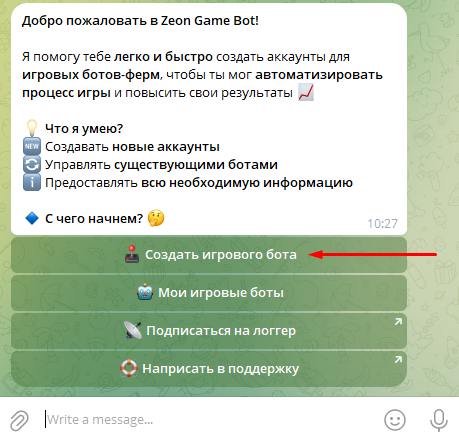 Добро пожаловать в Zeon Game Bot!
Я помогу тебе легко и быстро создать аккаунты для
игровых ботов-ферм, чтобы ты мог автоматизировать
процесс игры и повысить свои результаты 📈
💡 Что я умею?
🆕 Создавать новые аккаунты
🔄 Управлять существующими ботами
ℹ️ Предоставлять всю необходимую информацию
🔷 С чего начнем? 🤔
10:27
🕹️ Создать игрового бота
🤖 Мои игровые боты
📡 Подписаться на логгер
🛟 Написать в поддержку
Write a message...